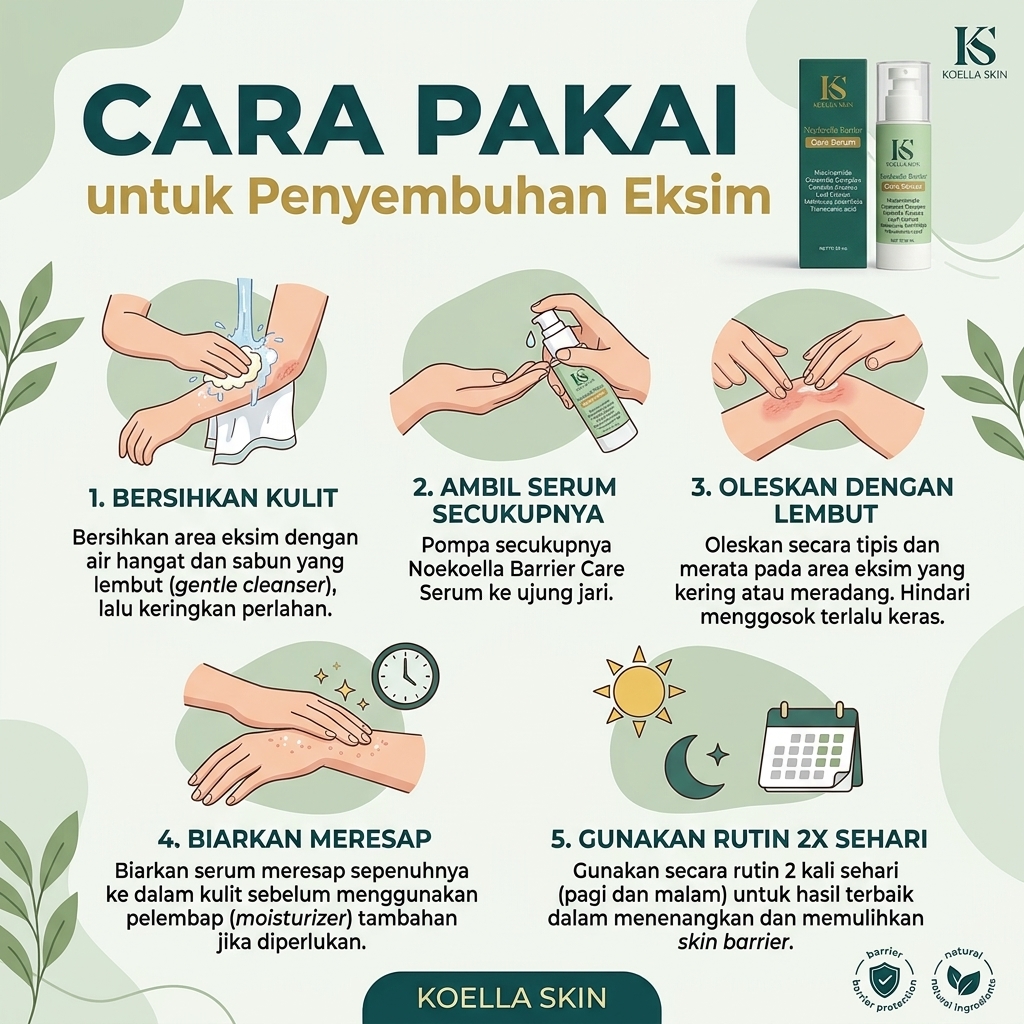 KS
KOELLA SKIN
CARA PAKAI
untuk Penyembuhan Eksim
KS
KOELLA SKIN
Barrier
Care Serum
Niacinamide
KS
KOELLA SKIN
Barrier
KS
1. BERSIHKAN KULIT
Bersihkan area eksim dengan
air hangat dan sabun yang
lembut (gentle cleanser),
lalu keringkan perlahan.
2. AMBIL SERUM
SECUKUPNYA
Pompa secukupnya
Noekoella Barrier Care
Serum ke ujung jari.
3. OLESKAN DENGAN
LEMBUT
Oleskan secara tipis dan
merata pada area eksim yang
kering atau meradang. Hindari
menggosok terlalu keras.
4. BIARKAN MERESAP
Biarkan serum meresap sepenuhnya
ke dalam kulit sebelum menggunakan
pelembap (moisturizer) tambahan
jika diperlukan.
5. GUNAKAN RUTIN 2X SEHARI
Gunakan secara rutin 2 kali sehari
(pagi dan malam) untuk hasil terbaik
dalam menenangkan dan memulihkan
skin barrier.
barrier
barrier protection
natural
natural ingredients
KOELLA SKIN